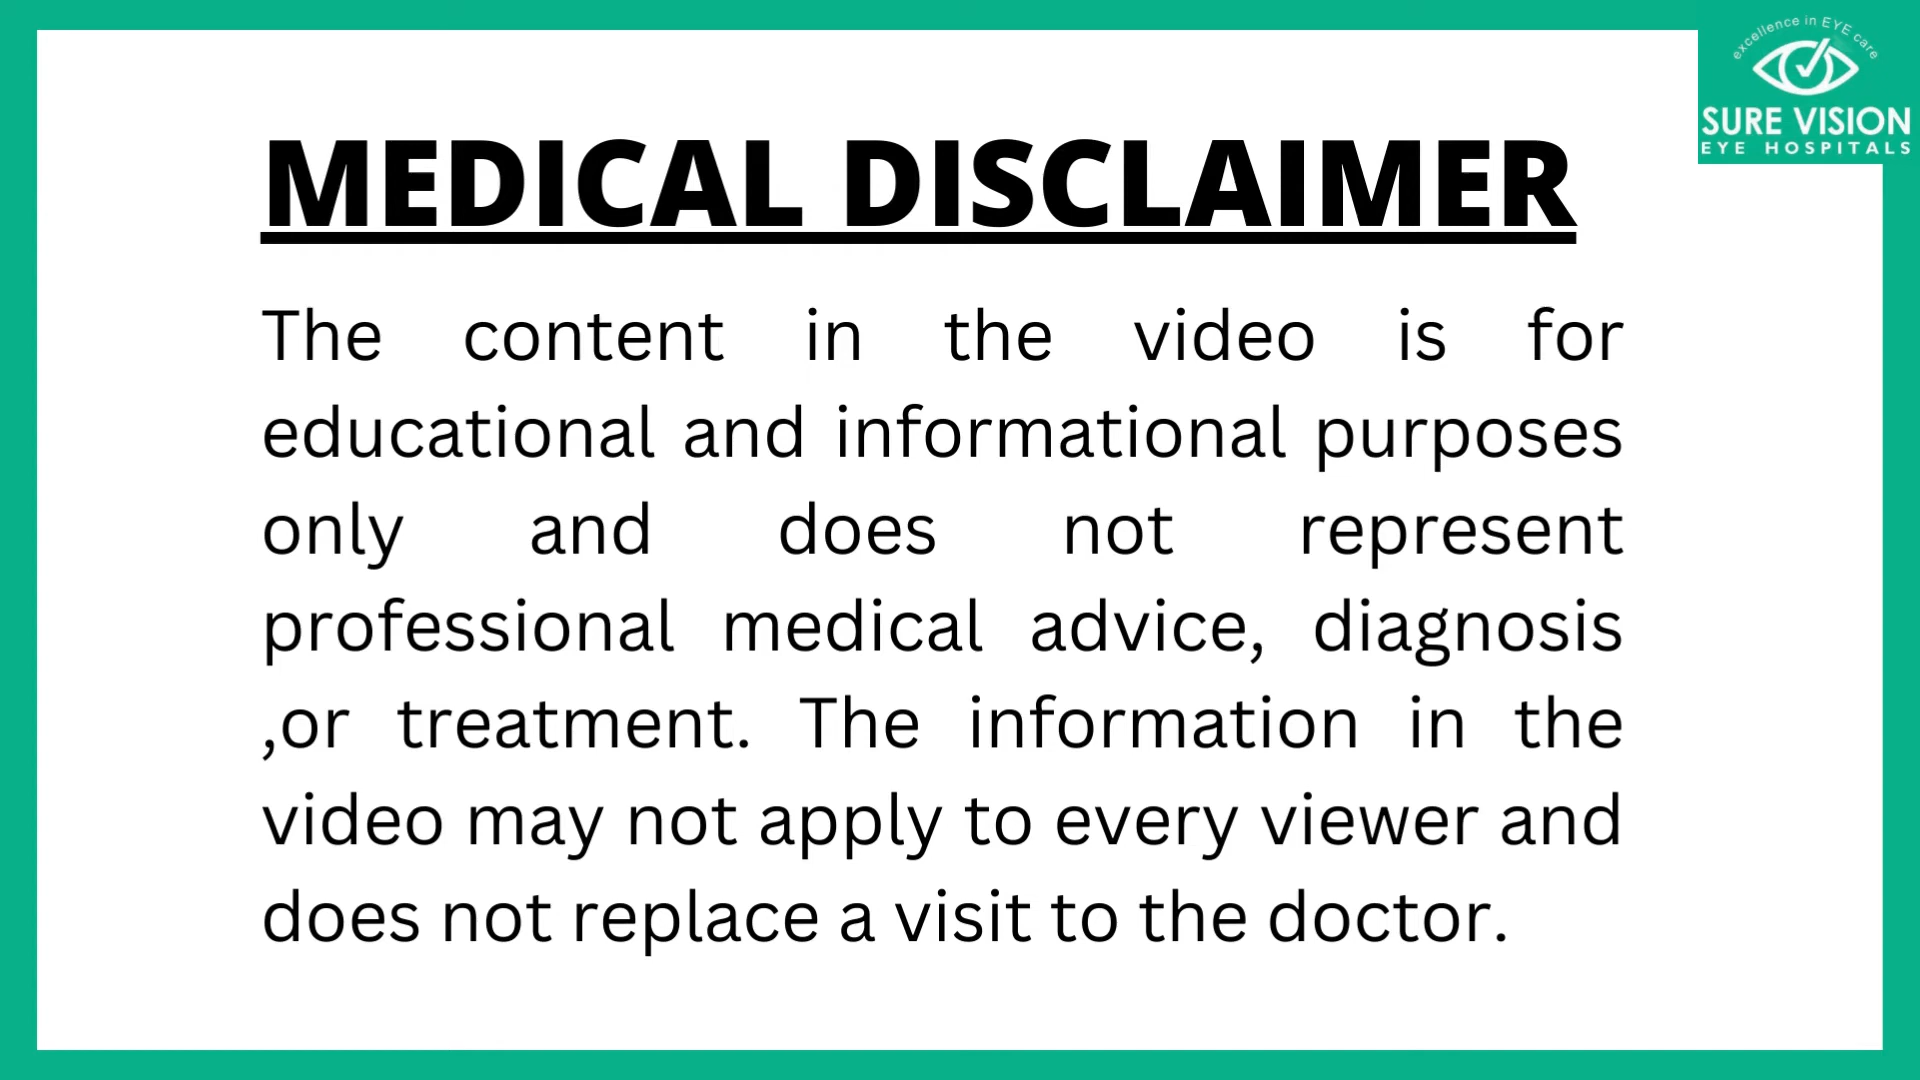 excellence in EYE care
SURE VISION
EYE HOSPITALS
MEDICAL DISCLAIMER
The content in the video is for
educational and informational purposes
only and does not represent
professional medical advice, diagnosis
,or treatment. The information in the
video may not apply to every viewer and
does not replace a visit to the doctor.